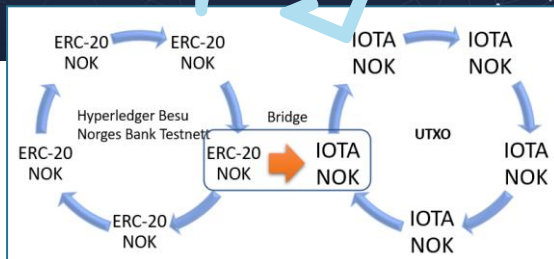 ERC-20
NOK
ERC-20
NOK
IOTA
NOK
IOTA
NOK
Hyperledger Besu
Norges Bank Testnett
Bridge
UTXO
ERC-20
NOK
ERC-20
NOK
IOTA
NOK
IOTA
NOK
ERC-20
NOK
IOTA
NOK